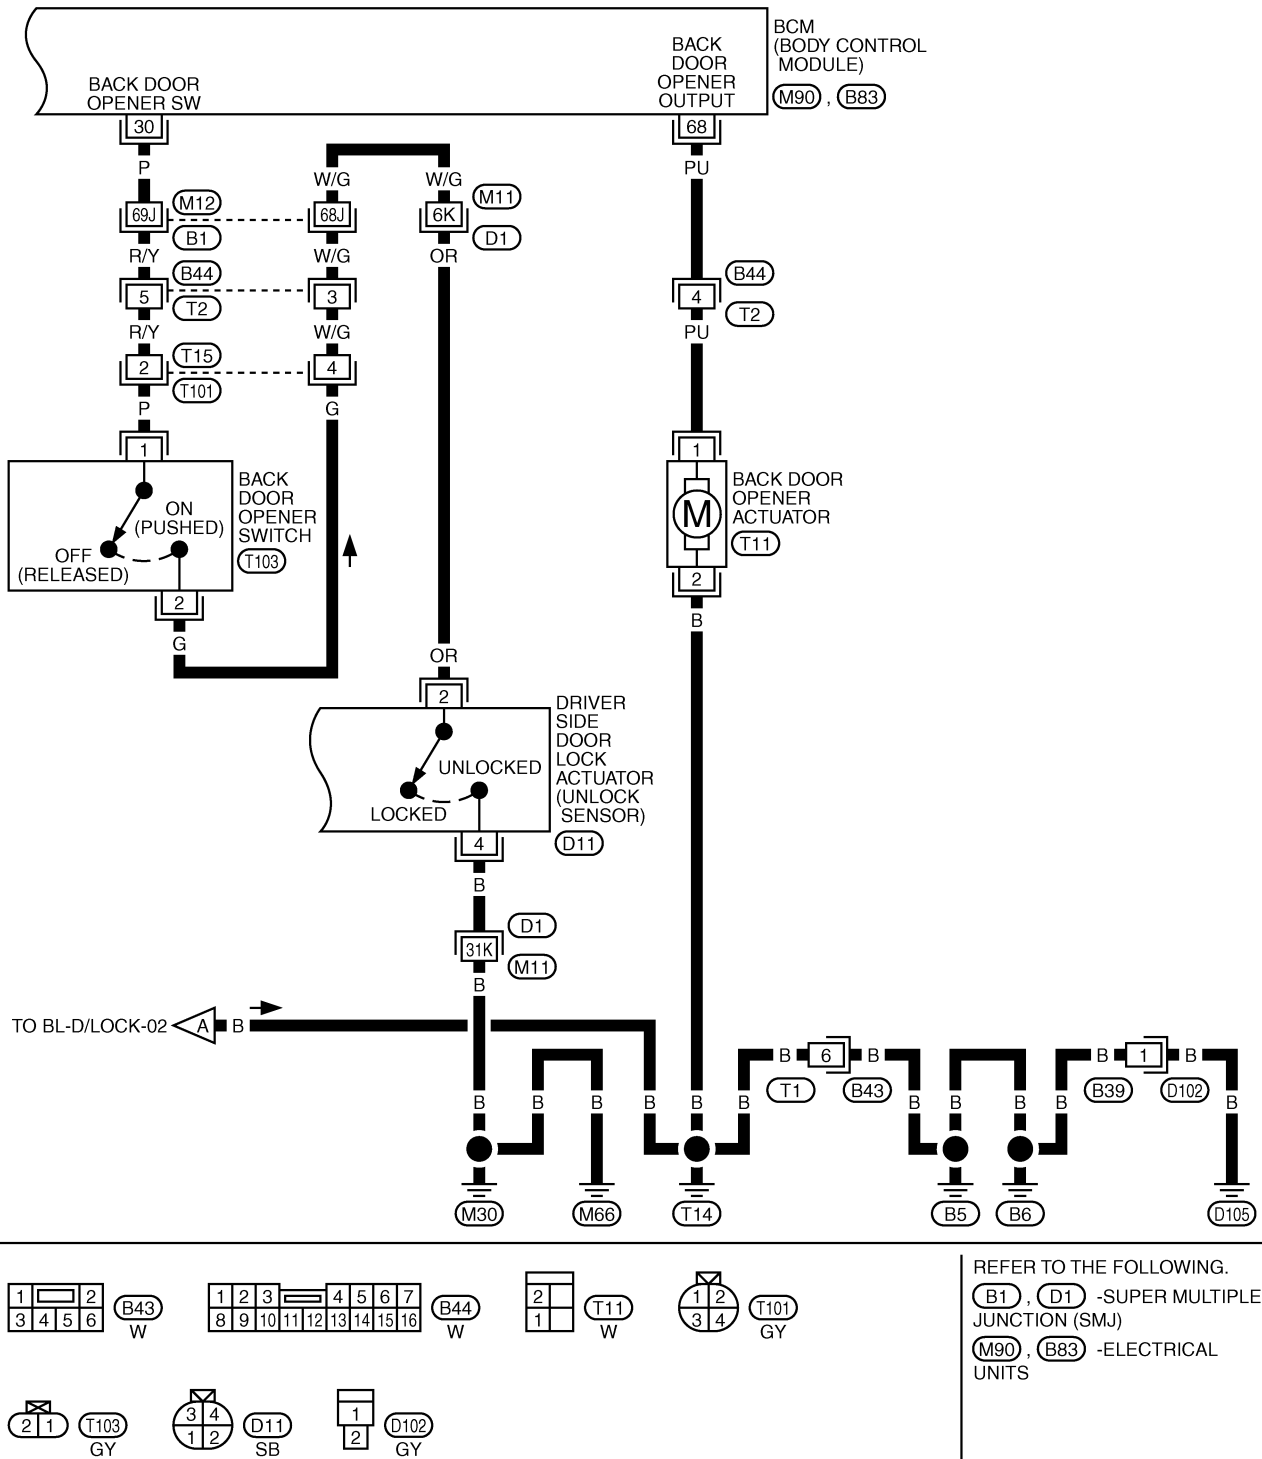 BCM
(BODY CONTROL
MODULE)
M90 , B83
BACK DOOR
OPENER SW
BACK
DOOR
OPENER
OUTPUT
30
68
P
PU
W/G
W/G
69J
M12
B1
68J
6K
M11
D1
R/Y
W/G
OR
5
B44
T2
3
4
B44
T2
R/Y
W/G
PU
2
T15
T101
4
P
G
1
BACK
DOOR
OPENER
SWITCH
T103
ON
(PUSHED)
OFF
(RELEASED)
2
G
1
M
BACK DOOR
OPENER
ACTUATOR
T11
2
B
OR
2
DRIVER
SIDE
DOOR
LOCK
ACTUATOR
(UNLOCK
SENSOR)
D11
UNLOCKED
LOCKED
4
B
D1
31K
M11
B
TO BL-D/LOCK-02
A
B
B
6
B
B
1
B
T1
B43
B39
D102
B
B
B
B
B
B
B
B
B
B
B
M30
M66
T14
B5
B6
D105
1 2
3 4 5 6
B43
W
1 2 3 4 5 6 7
8 9 10 11 12 13 14 15 16
B44
W
2
1
T11
W
1 2
3 4
T101
GY
2 1
T103
GY
3 4
1 2
D11
SB
1
2
D102
GY
REFER TO THE FOLLOWING.
B1 , D1 -SUPER MULTIPLE
JUNCTION (SMJ)
M90 , B83 -ELECTRICAL
UNITS